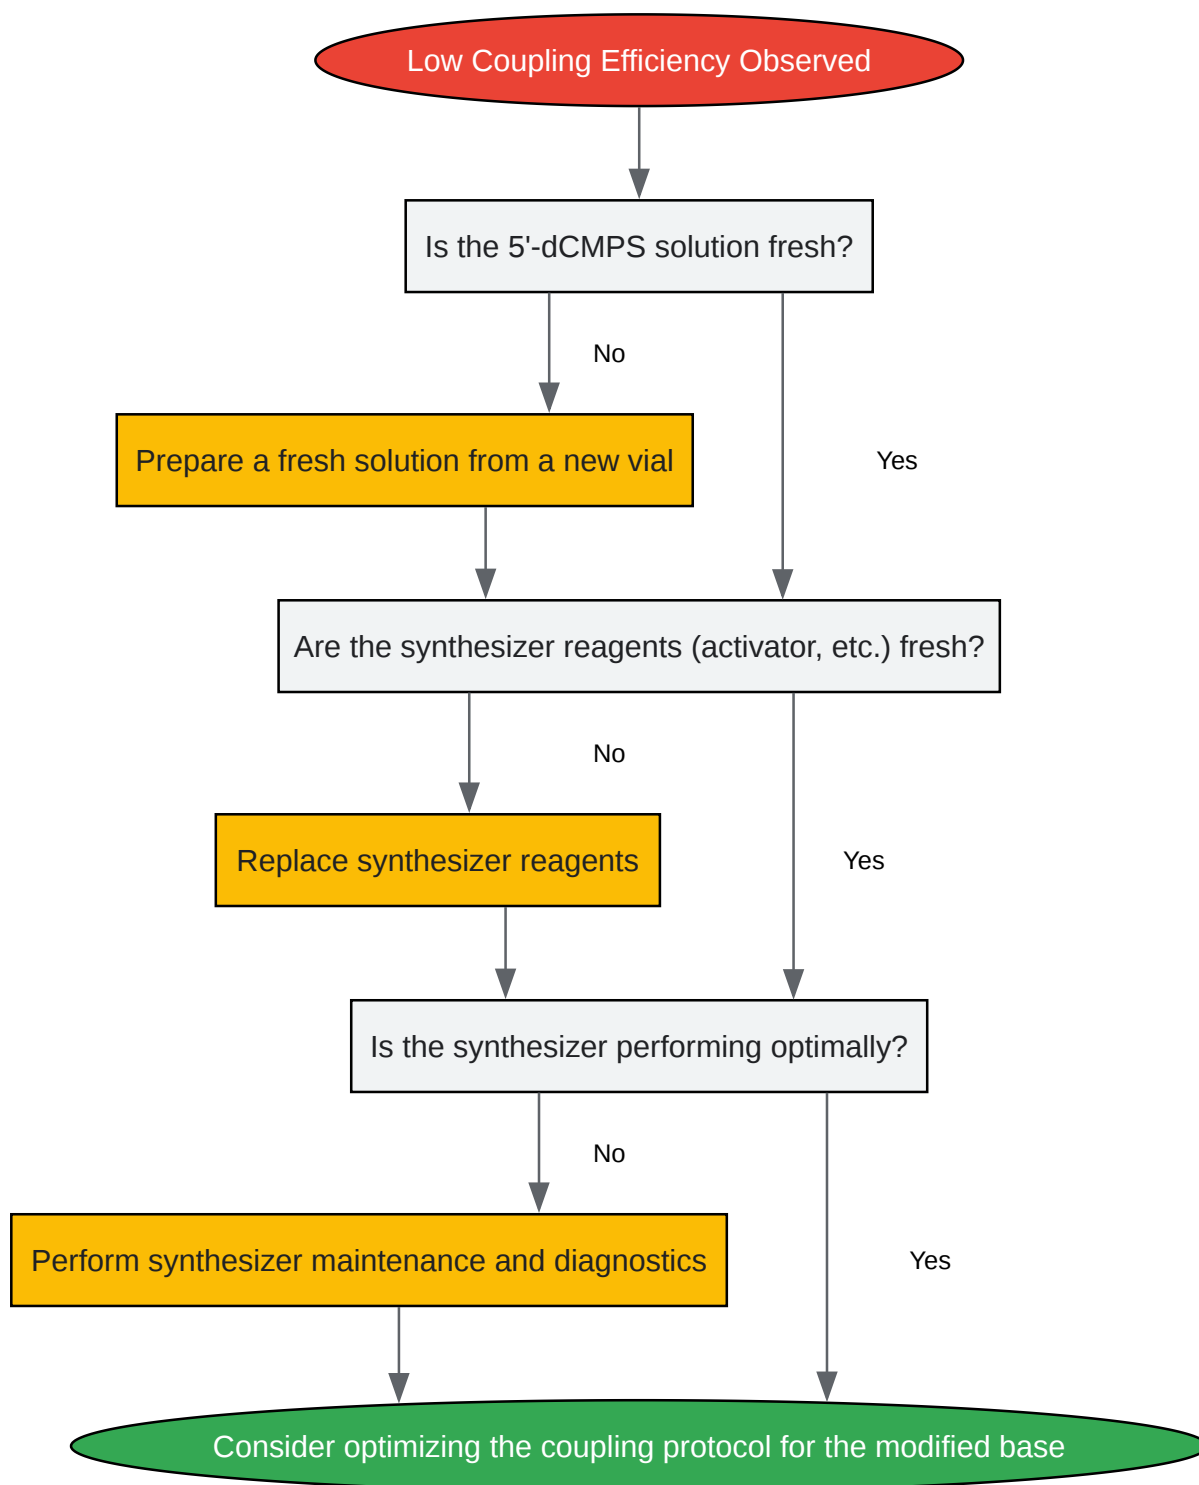 Low Coupling Efficiency Observed
Is the 5'-dCMPS solution fresh?
No
Prepare a fresh solution from a new vial
Yes
Are the synthesizer reagents (activator, etc.) fresh?
No
Replace synthesizer reagents
Yes
Is the synthesizer performing optimally?
No
Perform synthesizer maintenance and diagnostics
Yes
Consider optimizing the coupling protocol for the modified base